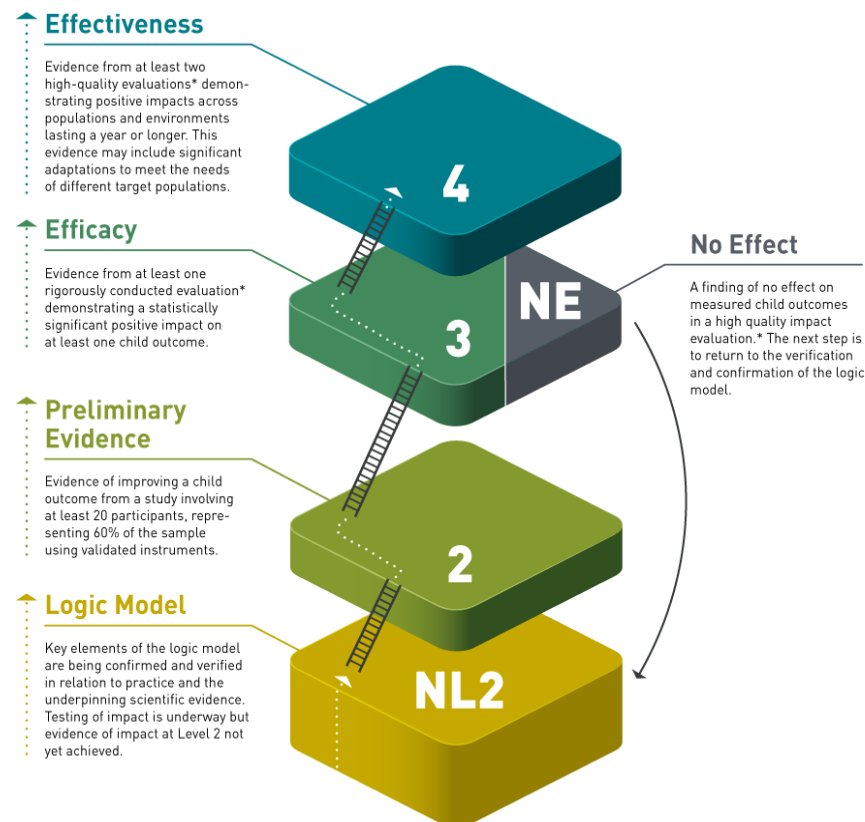 Effectiveness
Evidence from at least two
high-quality evaluations* demon-
strating positive impacts across
populations and environments
lasting a year or longer. This
evidence may include significant
adaptations to meet the needs
of different target populations.
4
Efficacy
Evidence from at least one
rigorously conducted evaluation*
demonstrating a statistically
significant positive impact on
at least one child outcome.
3
NE
No Effect
A finding of no effect on
measured child outcomes
in a high quality impact
evaluation.* The next step is
to return to the verification
and confirmation of the logic
model.
Preliminary
Evidence
Evidence of improving a child
outcome from a study involving
at least 20 participants, repre-
senting 60% of the sample
using validated instruments.
2
Logic Model
Key elements of the logic model
are being confirmed and verified
in relation to practice and the
underpinning scientific evidence.
Testing of impact is underway but
evidence of impact at Level 2 not
yet achieved.
NL2